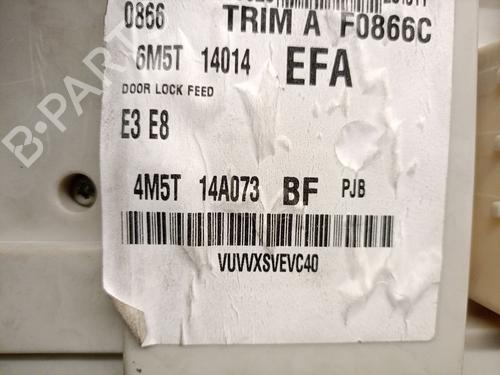 0866 TRIM A F0866C
6M5T 14014 EFA
DOOR LOCK FEED
E3 E8
4M5T 14A073 BF PJB
VUVVXSVEVC40
B-PARTS